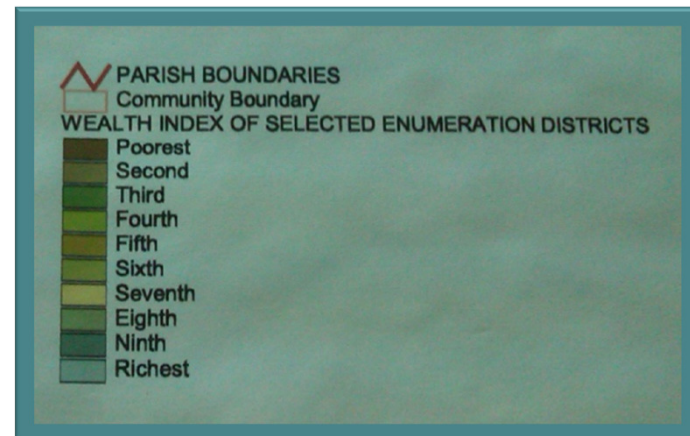 PARISH BOUNDARIES
Community Boundary
WEALTH INDEX OF SELECTED ENUMERATION DISTRICTS
Poorest
Second
Third
Fourth
Fifth
Sixth
Seventh
Eighth
Ninth
Richest